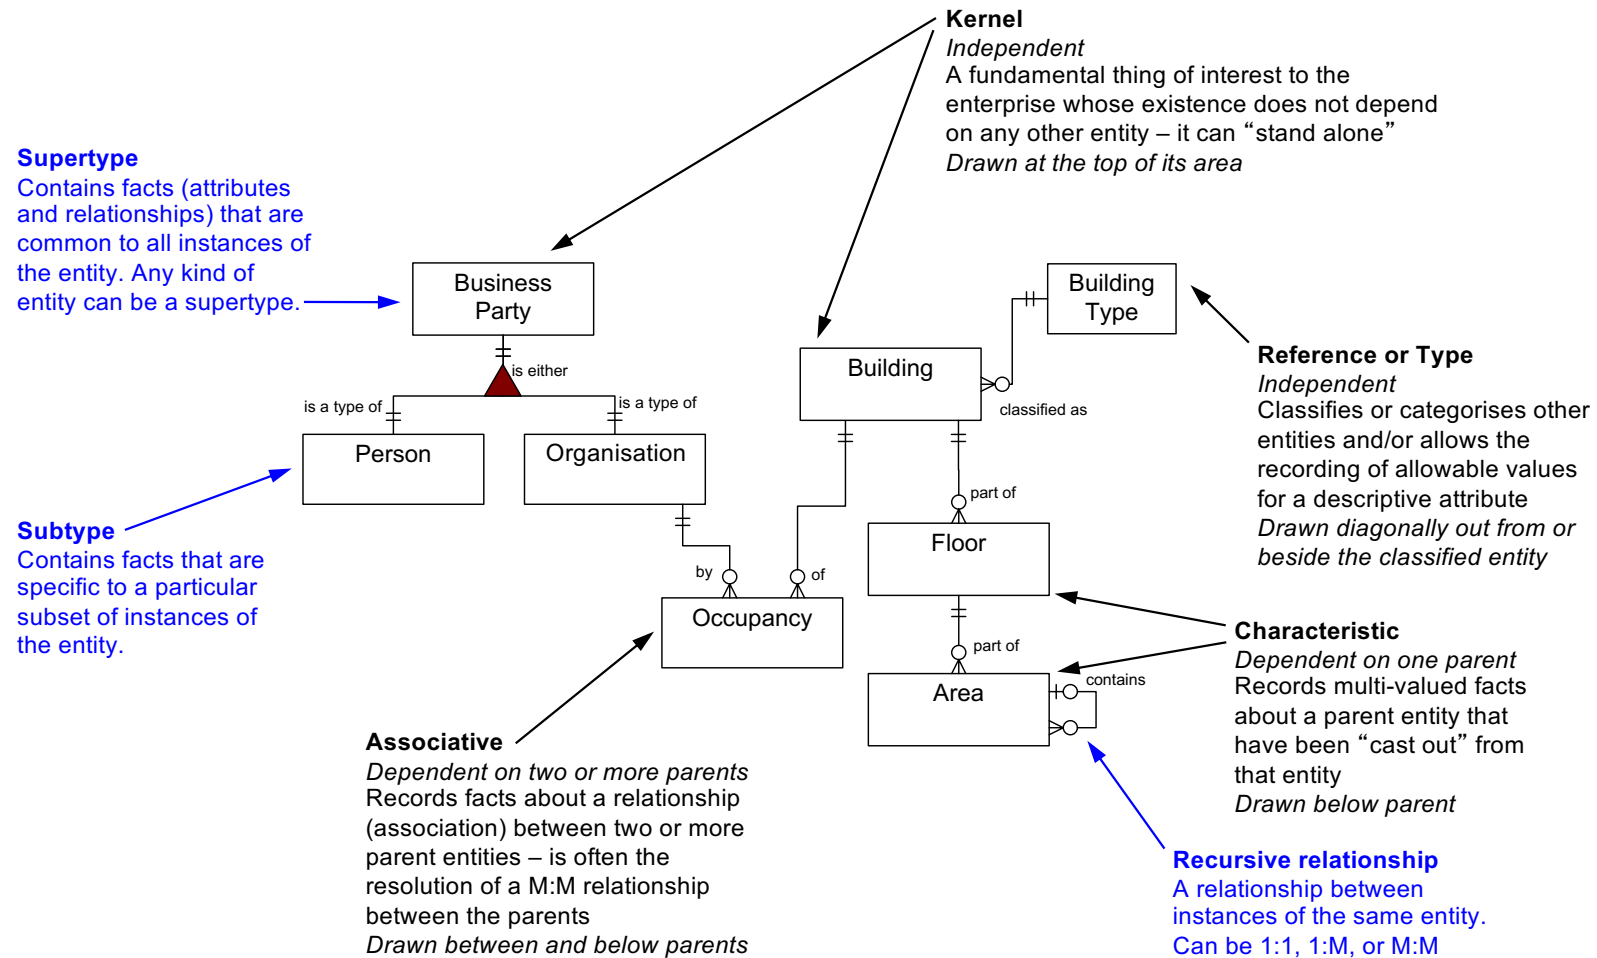 Kernel
Independent
A fundamental thing of interest to the
enterprise whose existence does not depend
on any other entity – it can “stand alone”
Drawn at the top of its area
Supertype
Contains facts (attributes
and relationships) that are
common to all instances of
the entity. Any kind of
entity can be a supertype.
Business
Party
is either
is a type of
is a type of
Person
Organisation
Building
Building
Type
classified as
Reference or Type
Independent
Classifies or categorises other
entities and/or allows the
recording of allowable values
for a descriptive attribute
Drawn diagonally out from or
beside the classified entity
Subtype
Contains facts that are
specific to a particular
subset of instances of
the entity.
part of
Floor
by
of
Occupancy
part of
Area
contains
Characteristic
Dependent on one parent
Records multi-valued facts
about a parent entity that
have been “cast out” from
that entity
Drawn below parent
Associative
Dependent on two or more parents
Records facts about a relationship
(association) between two or more
parent entities – is often the
resolution of a M:M relationship
between the parents
Drawn between and below parents
Recursive relationship
A relationship between
instances of the same entity.
Can be 1:1, 1:M, or M:M